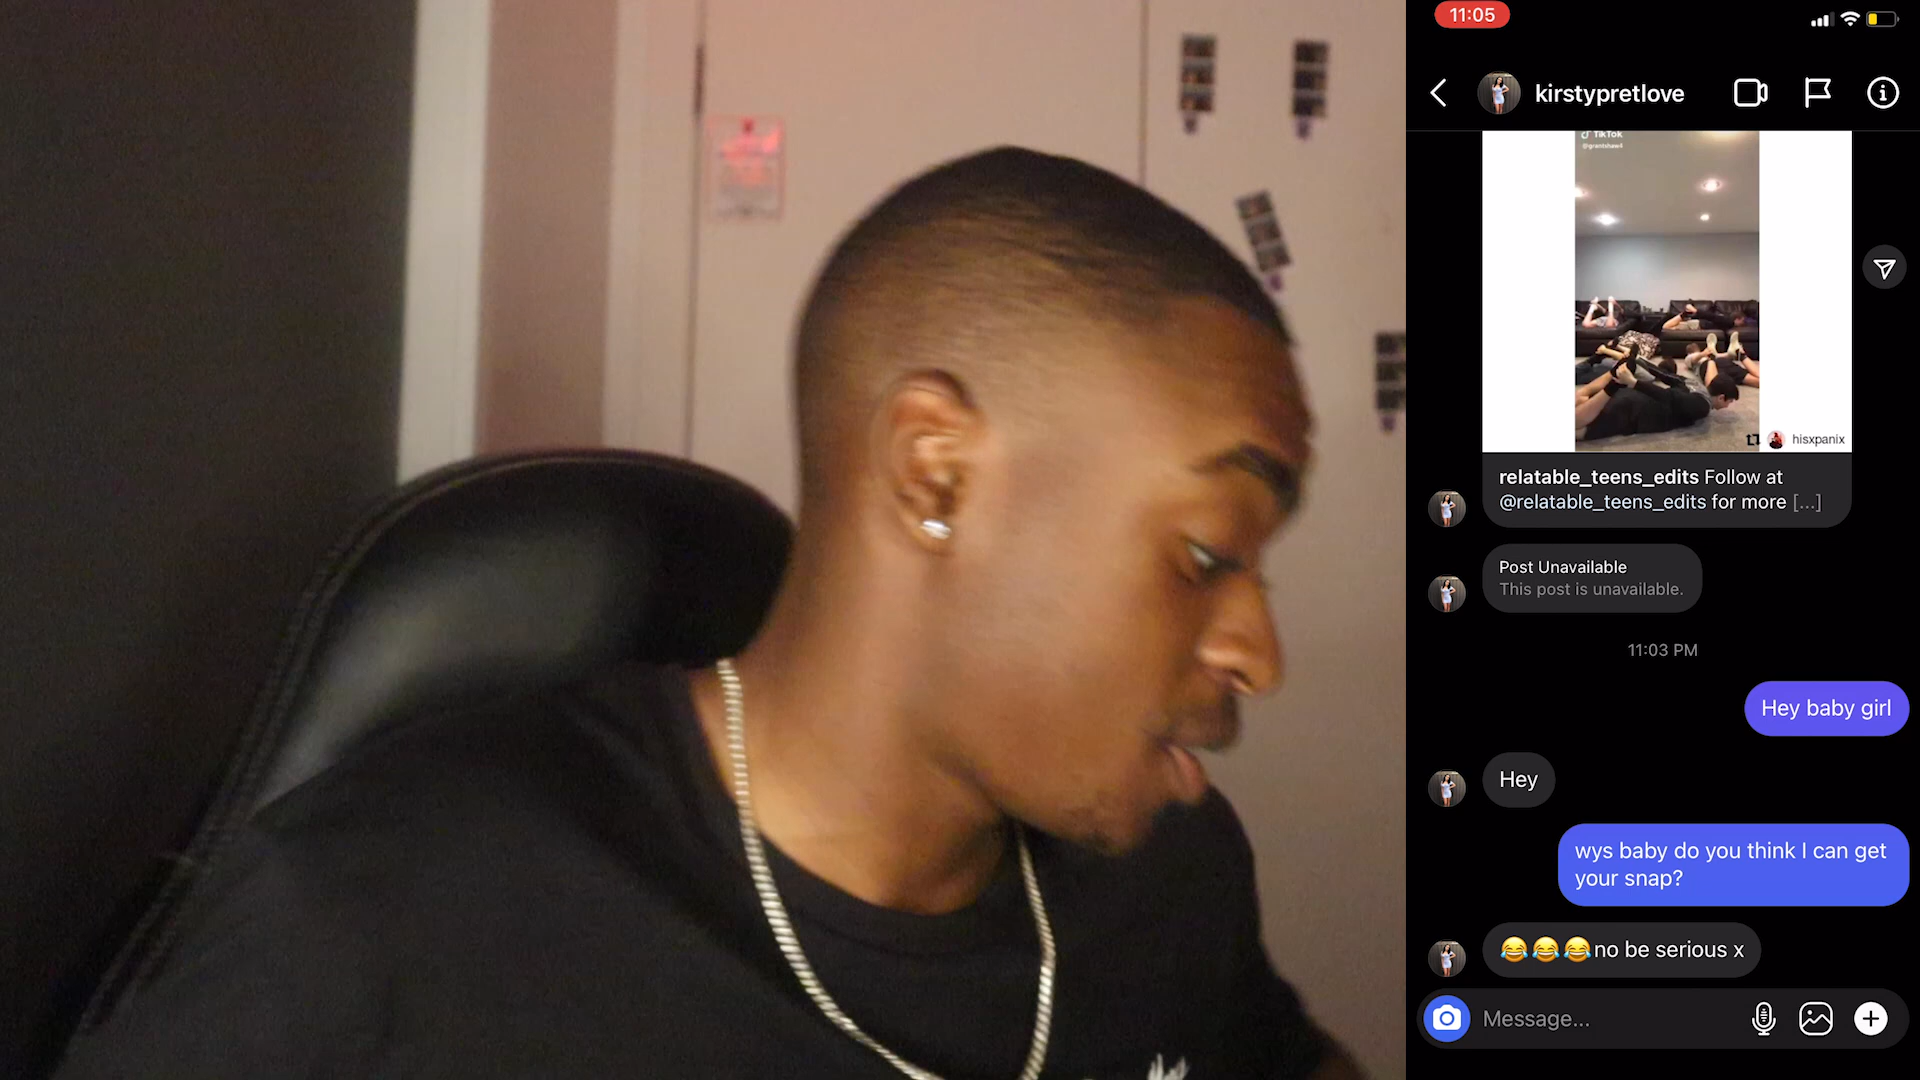 11:05
kirstypretlove
TikTok
@grantshaw4
hisxpanix
relatable_teens_edits Follow at
@relatable_teens_edits for more [...]
Post Unavailable
This post is unavailable.
11:03 PM
Hey baby girl
Hey
wys baby do you think I can get
your snap?
😂😂😂no be serious x
Message...